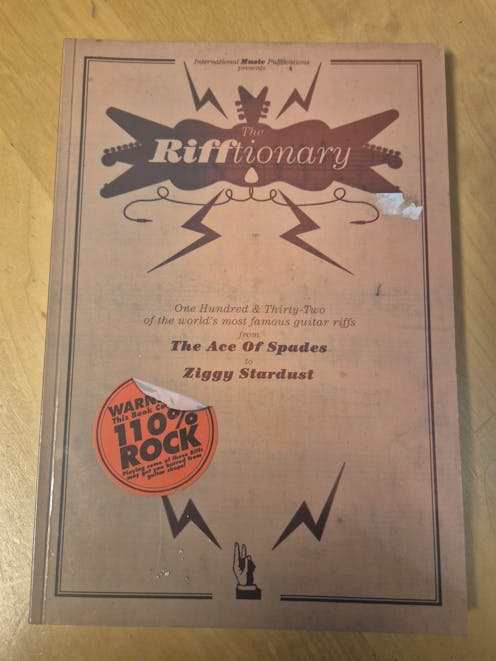 International Music Publications
presents
The
Rifftionary
One Hundred & Thirty-Two
of the world's most famous guitar riffs
from
The Ace Of Spades
to
Ziggy Stardust
WARN
This Book Co
110%
ROCK
Playing some of these Riffs
may get you barred from
guitar shops!